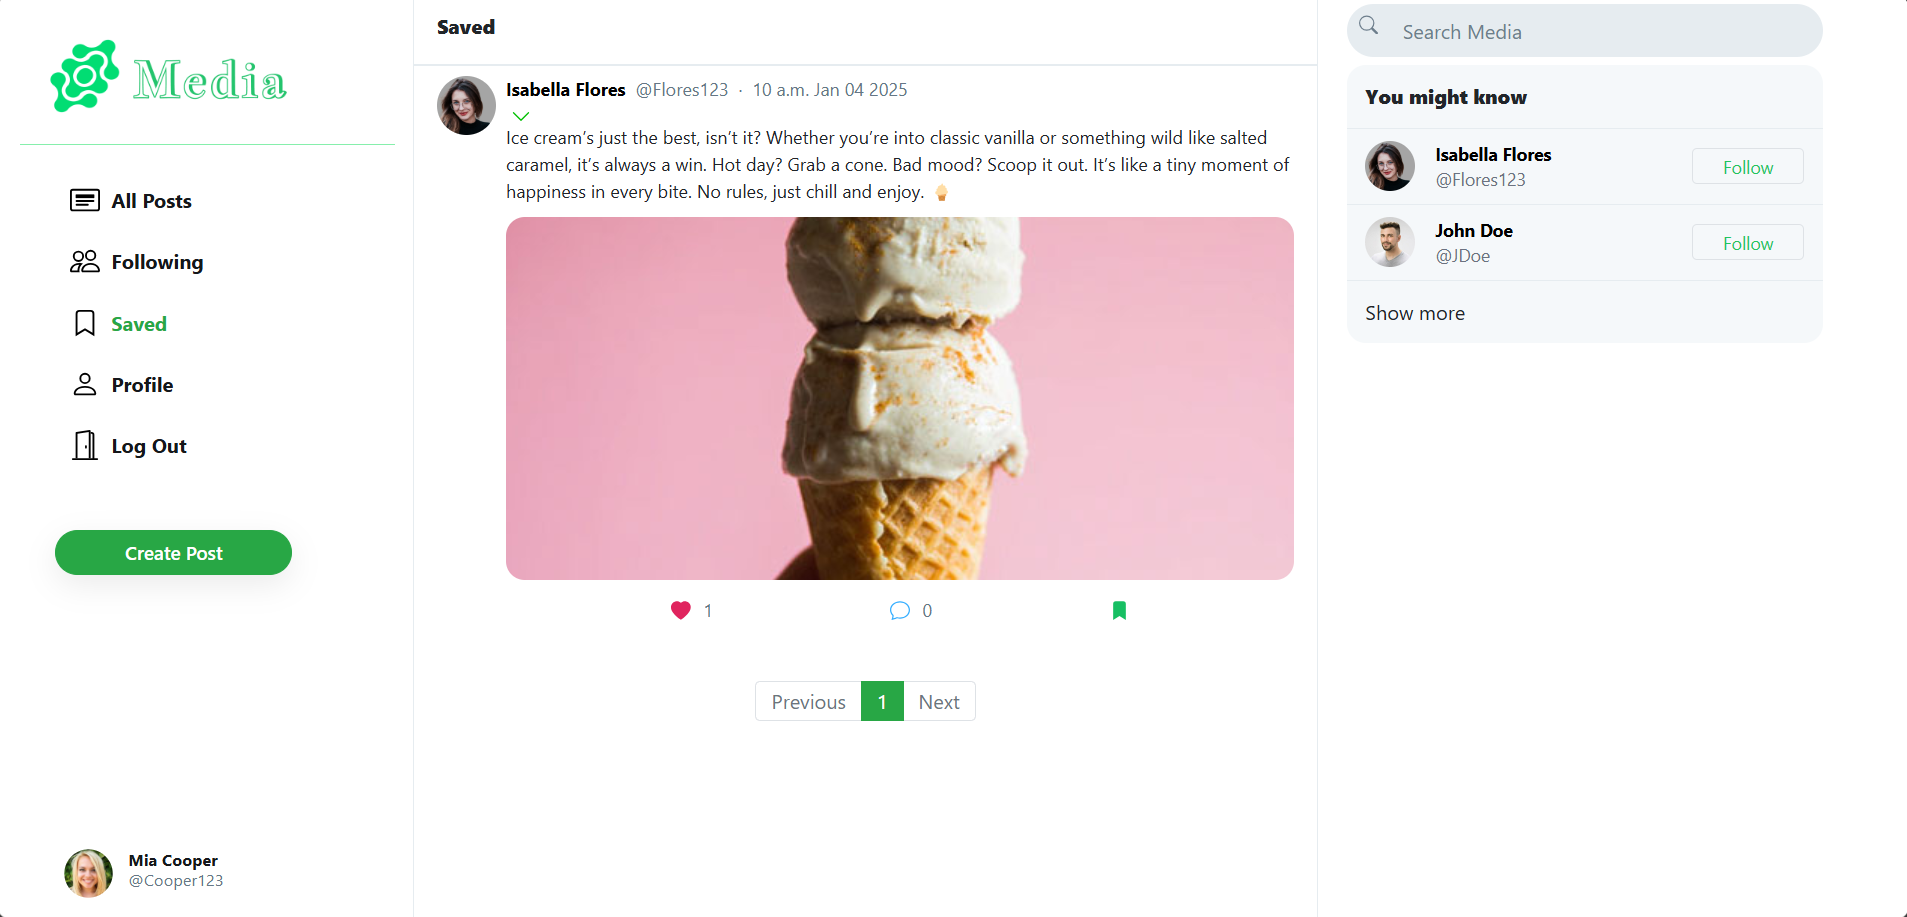 Media
All Posts
Following
Saved
Profile
Log Out
Create Post
Mia Cooper
@Cooper123
Saved
Isabella Flores @Flores123 · 10 a.m. Jan 04 2025
Ice cream’s just the best, isn’t it? Whether you’re into classic vanilla or something wild like salted
caramel, it’s always a win. Hot day? Grab a cone. Bad mood? Scoop it out. It’s like a tiny moment of
happiness in every bite. No rules, just chill and enjoy. 🍦
1
0
Previous 1 Next
Search Media
You might know
Isabella Flores
@Flores123
Follow
John Doe
@JDoe
Follow
Show more